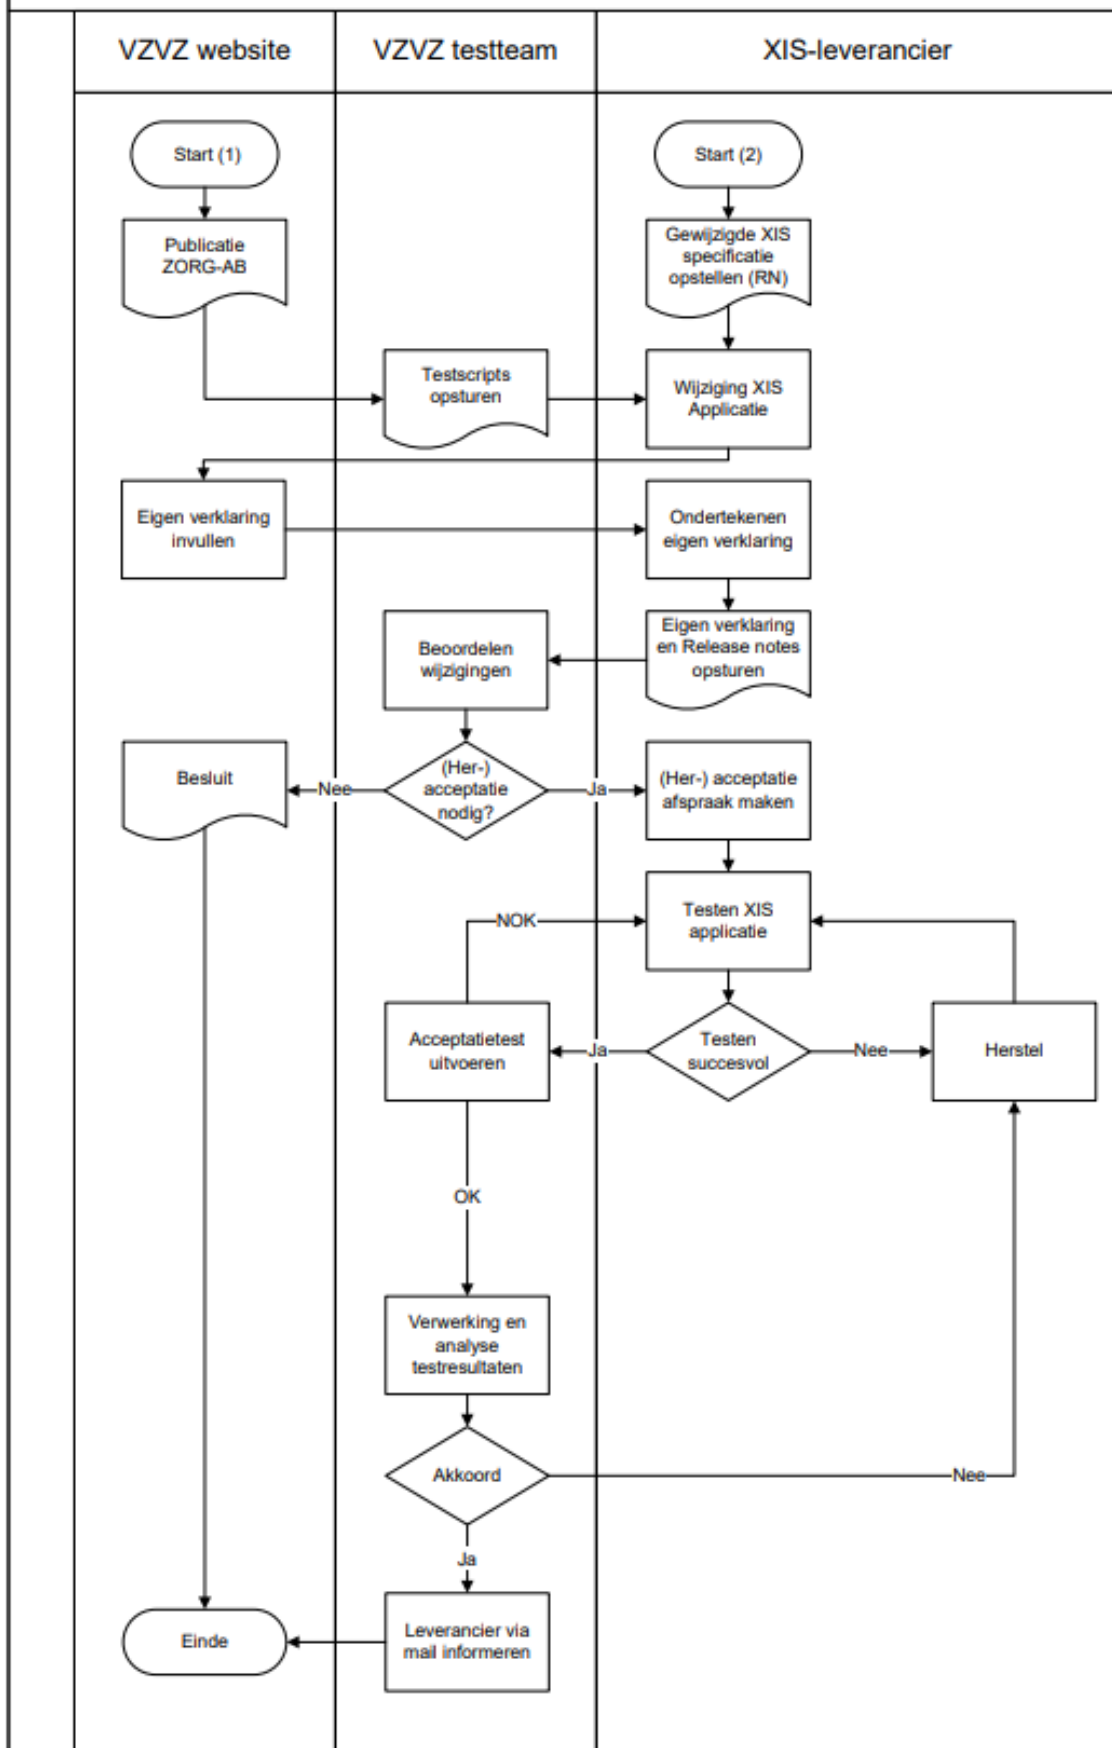 VZVZ website
VZVZ testteam
XIS-leverancier
Start (1)
Start (2)
Publicatie
ZORG-AB
Gewijzigde XIS
specificatie
opstellen (RN)
Testscripts
opsturen
Wijziging XIS
Applicatie
Eigen verklaring
invullen
Ondertekenen
eigen verklaring
Beoordelen
wijzigingen
Eigen verklaring
en Release notes
opsturen
Besluit
Nee
(Her-)
acceptatie
nodig?
Ja
(Her-) acceptatie
afspraak maken
NOK
Testen XIS
applicatie
Acceptatietest
uitvoeren
Ja
Testen
succesvol
Nee
Herstel
OK
Verwerking en
analyse
testresultaten
Akkoord
Nee
Ja
Einde
Leverancier via
mail informeren